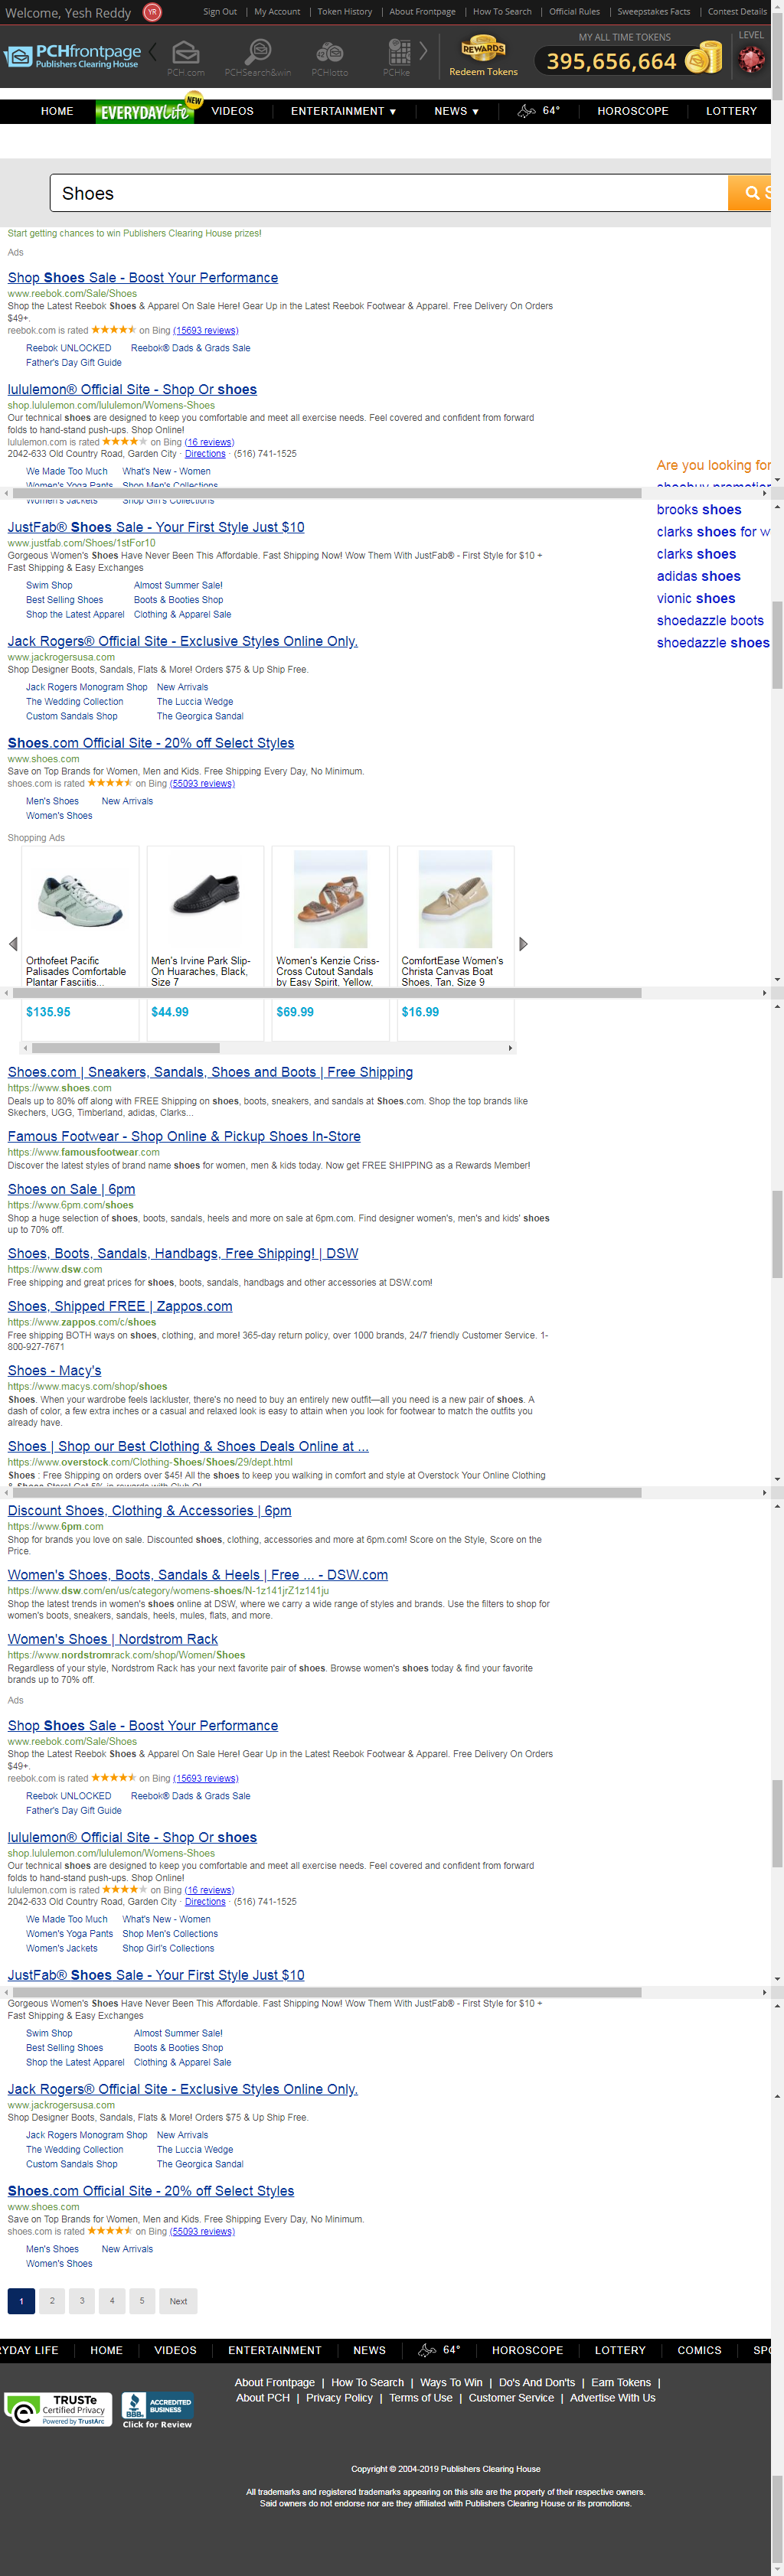 Welcome, Yesh Reddy YR Sign Out | My Account | Token History | About Frontpage | How To Search | Official Rules | Sweepstakes Facts | Contest Details
PCHfrontpage
Publishers Clearing House
PCH.com PCHSearch&win PCHlotto PCHke
REWARDS
Redeem Tokens
MY ALL TIME TOKENS
395,656,664
LEVEL
HOME EVERYDAYLife NEW VIDEOS ENTERTAINMENT ▼ NEWS ▼ 64° HOROSCOPE LOTTERY
Shoes
Start getting chances to win Publishers Clearing House prizes!
Ads
Shop Shoes Sale - Boost Your Performance
www.reebok.com/Sale/Shoes
Shop the Latest Reebok Shoes & Apparel On Sale Here! Gear Up in the Latest Reebok Footwear & Apparel. Free Delivery On Orders
$49+.
reebok.com is rated ★★★★★ on Bing (15693 reviews)
Reebok UNLOCKED Reebok® Dads & Grads Sale
Father's Day Gift Guide
lululemon® Official Site - Shop Or shoes
shop.lululemon.com/lululemon/Womens-Shoes
Our technical shoes are designed to keep you comfortable and meet all exercise needs. Feel covered and confident from forward
folds to hand-stand push-ups. Shop Online!
lululemon.com is rated ★★★★★ on Bing (16 reviews)
2042-633 Old Country Road, Garden City · Directions · (516) 741-1525
We Made Too Much What's New - Women
Women's Yoga Pants Shop Men's Collections
Women's Jackets Shop Girl's Collections
Are you looking for
shoebuy promotion
brooks shoes
clarks shoes for w
clarks shoes
adidas shoes
vionic shoes
shoedazzle boots
shoedazzle shoes
JustFab® Shoes Sale - Your First Style Just $10
www.justfab.com/Shoes/1stFor10
Gorgeous Women's Shoes Have Never Been This Affordable. Fast Shipping Now! Wow Them With JustFab® - First Style for $10 +
Fast Shipping & Easy Exchanges
Swim Shop Almost Summer Sale!
Best Selling Shoes Boots & Booties Shop
Shop the Latest Apparel Clothing & Apparel Sale
Jack Rogers® Official Site - Exclusive Styles Online Only.
www.jackrogersusa.com
Shop Designer Boots, Sandals, Flats & More! Orders $75 & Up Ship Free.
Jack Rogers Monogram Shop New Arrivals
The Wedding Collection The Luccia Wedge
Custom Sandals Shop The Georgica Sandal
Shoes.com Official Site - 20% off Select Styles
www.shoes.com
Save on Top Brands for Women, Men and Kids. Free Shipping Every Day, No Minimum.
shoes.com is rated ★★★★★ on Bing (55093 reviews)
Men's Shoes New Arrivals
Women's Shoes
Shopping Ads
Orthofeet Pacific
Palisades Comfortable
Plantar Fasciitis...
$135.95
Men's Irvine Park Slip-
On Huaraches, Black,
Size 7
$44.99
Women's Kenzie Criss-
Cross Cutout Sandals
by Easy Spirit, Yellow,
$69.99
ComfortEase Women's
Christa Canvas Boat
Shoes, Tan, Size 9
$16.99
Shoes.com | Sneakers, Sandals, Shoes and Boots | Free Shipping
https://www.shoes.com
Deals up to 80% off along with FREE Shipping on shoes, boots, sneakers, and sandals at Shoes.com. Shop the top brands like
Skechers, UGG, Timberland, adidas, Clarks...
Famous Footwear - Shop Online & Pickup Shoes In-Store
https://www.famousfootwear.com
Discover the latest styles of brand name shoes for women, men & kids today. Now get FREE SHIPPING as a Rewards Member!
Shoes on Sale | 6pm
https://www.6pm.com/shoes
Shop a huge selection of shoes, boots, sandals, heels and more on sale at 6pm.com. Find designer women's, men's and kids' shoes
up to 70% off.
Shoes, Boots, Sandals, Handbags, Free Shipping! | DSW
https://www.dsw.com
Free shipping and great prices for shoes, boots, sandals, handbags and other accessories at DSW.com!
Shoes, Shipped FREE | Zappos.com
https://www.zappos.com/c/shoes
Free shipping BOTH ways on shoes, clothing, and more! 365-day return policy, over 1000 brands, 24/7 friendly Customer Service. 1-
800-927-7671
Shoes - Macy's
https://www.macys.com/shop/shoes
Shoes. When your wardrobe feels lackluster, there's no need to buy an entirely new outfit—all you need is a new pair of shoes. A
dash of color, a few extra inches or a casual and relaxed look is easy to attain when you look for footwear to match the outfits you
already have.
Shoes | Shop our Best Clothing & Shoes Deals Online at ...
https://www.overstock.com/Clothing-Shoes/Shoes/29/dept.html
Shoes : Free Shipping on orders over $45! All the shoes to keep you walking in comfort and style at Overstock Your Online Clothing
& Shoes Store! Get 5% in rewards with Club O!
Discount Shoes, Clothing & Accessories | 6pm
https://www.6pm.com
Shop for brands you love on sale. Discounted shoes, clothing, accessories and more at 6pm.com! Score on the Style, Score on the
Price.
Women's Shoes, Boots, Sandals & Heels | Free ... - DSW.com
https://www.dsw.com/en/us/category/womens-shoes/N-1z141jrZ1z141ju
Shop the latest trends in women's shoes online at DSW, where we carry a wide range of styles and brands. Use the filters to shop for
women's boots, sneakers, sandals, heels, mules, flats, and more.
Women's Shoes | Nordstrom Rack
https://www.nordstromrack.com/shop/Women/Shoes
Regardless of your style, Nordstrom Rack has your next favorite pair of shoes. Browse women's shoes today & find your favorite
brands up to 70% off.
Ads
Shop Shoes Sale - Boost Your Performance
www.reebok.com/Sale/Shoes
Shop the Latest Reebok Shoes & Apparel On Sale Here! Gear Up in the Latest Reebok Footwear & Apparel. Free Delivery On Orders
$49+.
reebok.com is rated ★★★★★ on Bing (15693 reviews)
Reebok UNLOCKED Reebok® Dads & Grads Sale
Father's Day Gift Guide
lululemon® Official Site - Shop Or shoes
shop.lululemon.com/lululemon/Womens-Shoes
Our technical shoes are designed to keep you comfortable and meet all exercise needs. Feel covered and confident from forward
folds to hand-stand push-ups. Shop Online!
lululemon.com is rated ★★★★★ on Bing (16 reviews)
2042-633 Old Country Road, Garden City · Directions · (516) 741-1525
We Made Too Much What's New - Women
Women's Yoga Pants Shop Men's Collections
Women's Jackets Shop Girl's Collections
JustFab® Shoes Sale - Your First Style Just $10
Gorgeous Women's Shoes Have Never Been This Affordable. Fast Shipping Now! Wow Them With JustFab® - First Style for $10 +
Fast Shipping & Easy Exchanges
Swim Shop Almost Summer Sale!
Best Selling Shoes Boots & Booties Shop
Shop the Latest Apparel Clothing & Apparel Sale
Jack Rogers® Official Site - Exclusive Styles Online Only.
www.jackrogersusa.com
Shop Designer Boots, Sandals, Flats & More! Orders $75 & Up Ship Free.
Jack Rogers Monogram Shop New Arrivals
The Wedding Collection The Luccia Wedge
Custom Sandals Shop The Georgica Sandal
Shoes.com Official Site - 20% off Select Styles
www.shoes.com
Save on Top Brands for Women, Men and Kids. Free Shipping Every Day, No Minimum.
shoes.com is rated ★★★★★ on Bing (55093 reviews)
Men's Shoes New Arrivals
Women's Shoes
1 2 3 4 5 Next
RYDAY LIFE HOME VIDEOS ENTERTAINMENT NEWS 64° HOROSCOPE LOTTERY COMICS SPO
About Frontpage | How To Search | Ways To Win | Do's And Don'ts | Earn Tokens |
About PCH | Privacy Policy | Terms of Use | Customer Service | Advertise With Us
TRUSTe
Certified Privacy
Powered by TrustArc
BBB
ACCREDITED
BUSINESS
Click for Review
Copyright © 2004-2019 Publishers Clearing House
All trademarks and registered trademarks appearing on this site are the property of their respective owners.
Said owners do not endorse nor are they affiliated with Publishers Clearing House or its promotions.